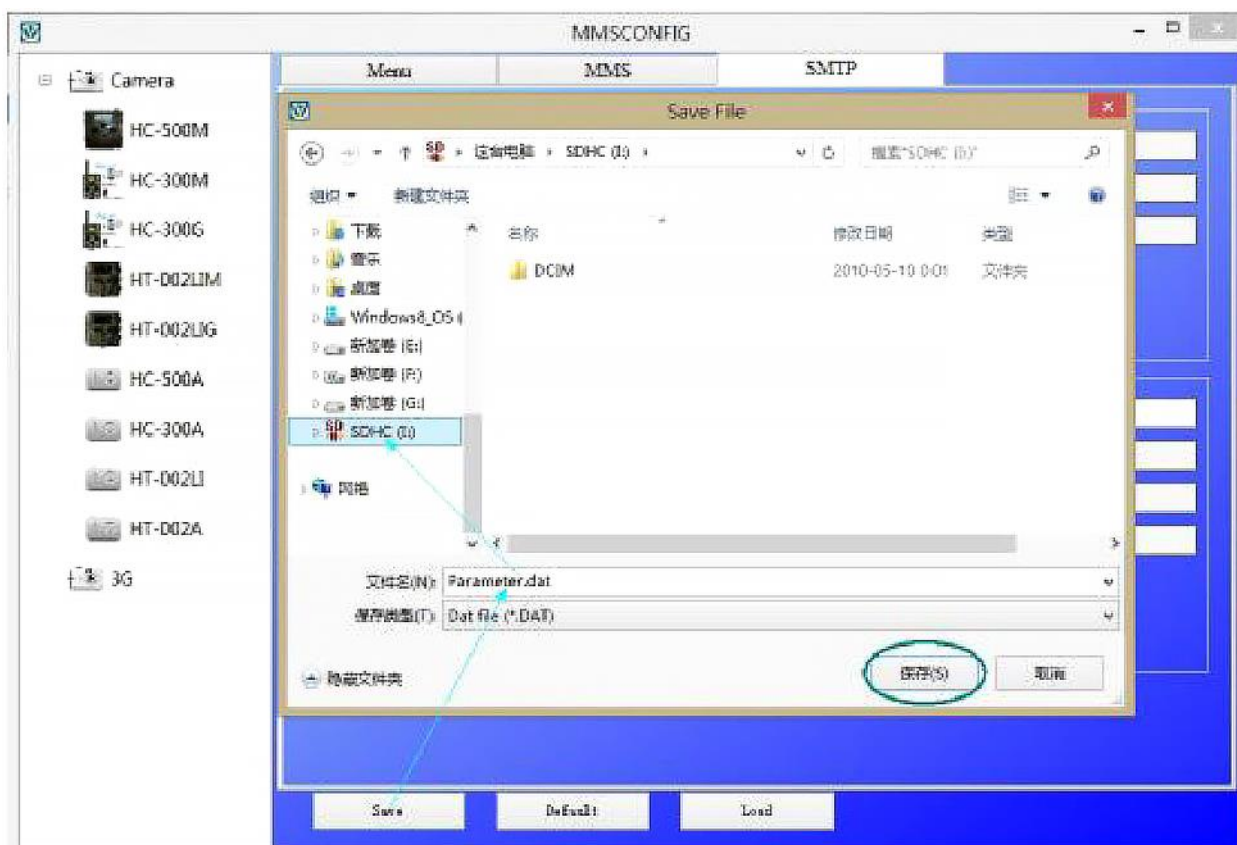 MMSCONFIG
Camera
HC-500M
HC-300M
HC-300G
HT-002LIM
HT-002LIG
HC-500A
HC-300A
HT-002LI
HT-002A
3G
Menu MMS SMTP
Save File
这台电脑 SDHC (I:)
搜索"SDHC (I:)"
组织 新建文件夹
下载
音乐
桌面
Windows8_OS (
新加卷 (E:)
新加卷 (F:)
新加卷 (G:)
SDHC (I:)
网络
名称 修改日期 类型
DCIM 2010-05-10 0:01 文件夹
文件名(N): Parameter.dat
保存类型(T): Dat file (*.DAT)
隐藏文件夹 保存(S) 取消
Save Default Load